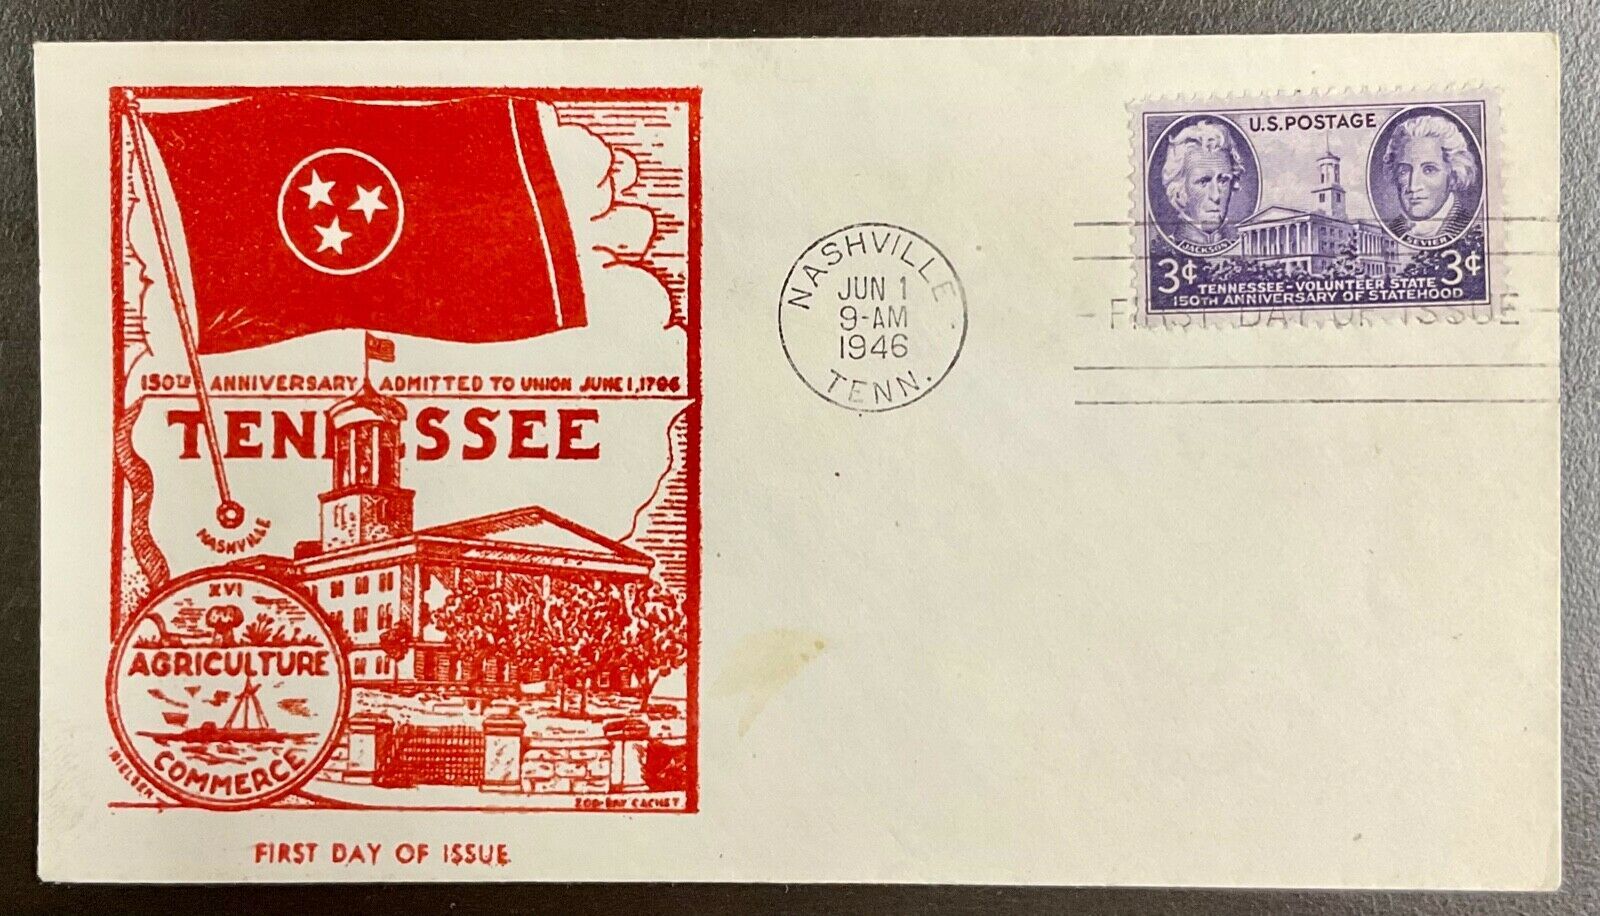 150TH ANNIVERSARY ADMITTED TO UNION JUNE 1, 1796
TENNESSEE
NASHVILLE
XVI
AGRICULTURE
COMMERCE
NIELSEN
CACHET
FIRST DAY OF ISSUE
NASHVILLE
JUN 1
9-AM
1946
TENN.
U.S. POSTAGE
JACKSON
SEVIER
3¢ 3¢
TENNESSEE-VOLUNTEER STATE
150TH ANNIVERSARY OF STATEHOOD
FIRST DAY OF ISSUE